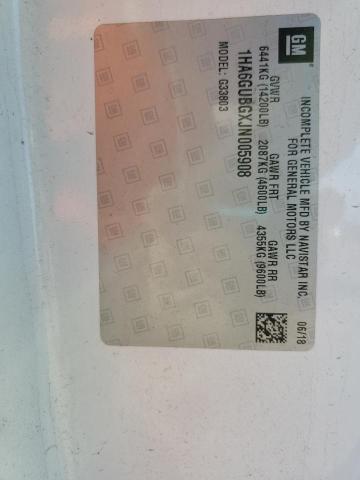 GM
INCOMPLETE VEHICLE MFD BY NAVISTAR INC. 06/18
FOR GENERAL MOTORS LLC
GVWR GAWR FRT GAWR RR
6441KG (14200LB) 2087KG (4600LB) 4355KG (9600LB)
1HA6GUBGXJN005908
MODEL: G33803